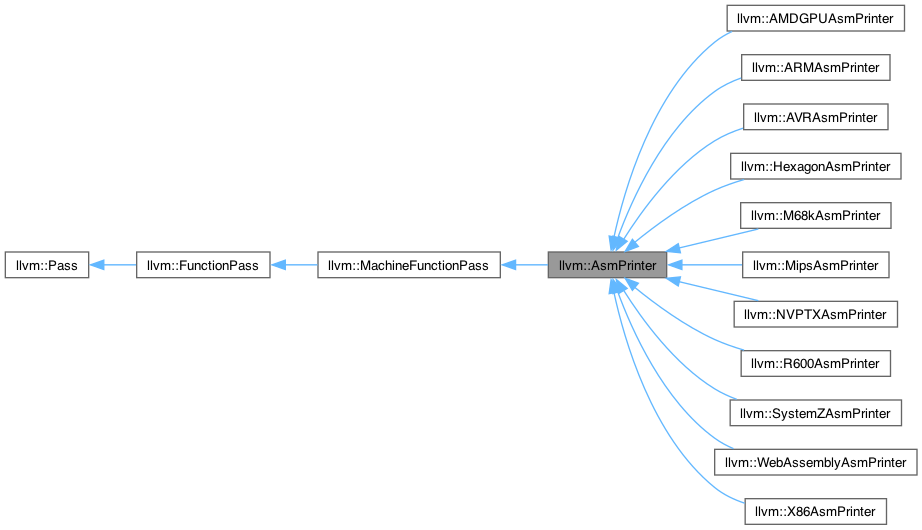 llvm::Pass
llvm::FunctionPass
llvm::MachineFunctionPass
llvm::AsmPrinter
llvm::AMDGPUAsmPrinter
llvm::ARMAsmPrinter
llvm::AVRAsmPrinter
llvm::HexagonAsmPrinter
llvm::M68kAsmPrinter
llvm::MipsAsmPrinter
llvm::NVPTXAsmPrinter
llvm::R600AsmPrinter
llvm::SystemZAsmPrinter
llvm::WebAssemblyAsmPrinter
llvm::X86AsmPrinter